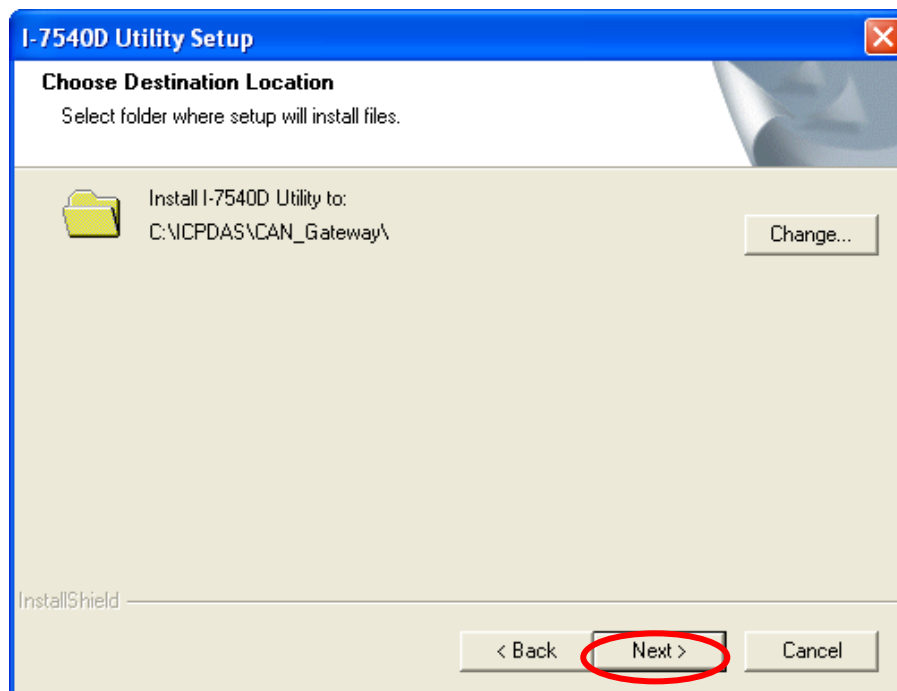 I-7540D Utility Setup
Choose Destination Location
Select folder where setup will install files.
Install I-7540D Utility to:
C:\ICPDAS\CAN_Gateway\
Change...
InstallShield
< Back
Next >
Cancel